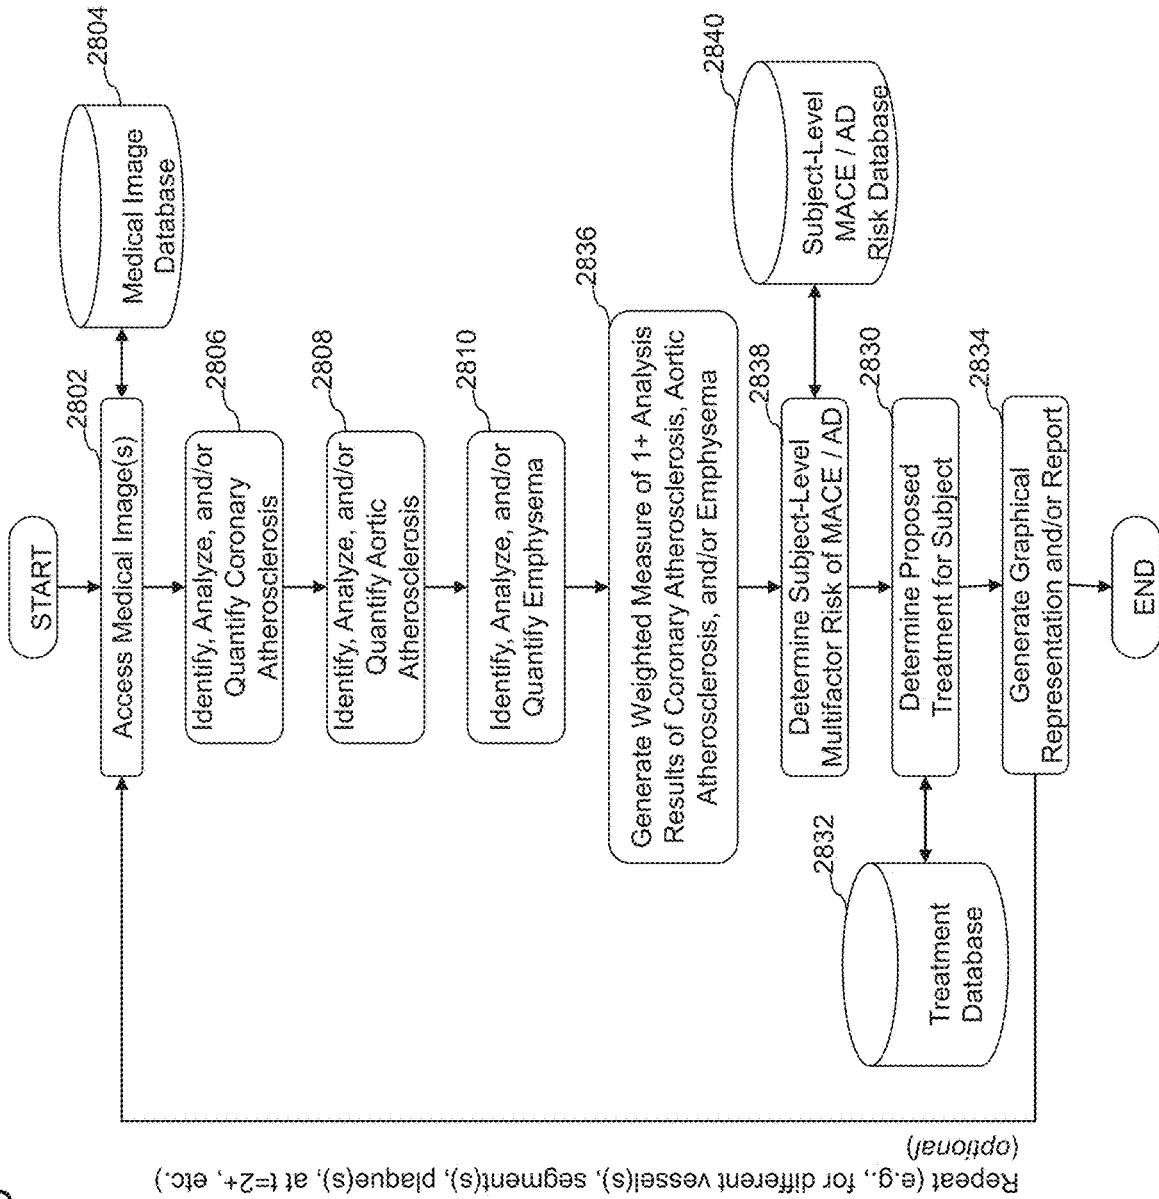 START
2802
Access Medical Image(s)
2804
Medical Image
Database
2806
Identify, Analyze, and/or
Quantify Coronary
Atherosclerosis
2808
Identify, Analyze, and/or
Quantify Aortic
Atherosclerosis
2810
Identify, Analyze, and/or
Quantify Emphysema
2836
Generate Weighted Measure of 1+ Analysis
Results of Coronary Atherosclerosis, Aortic
Atherosclerosis, and/or Emphysema
2838
Determine Subject-Level
Multifactor Risk of MACE / AD
2840
Subject-Level
MACE / AD
Risk Database
2830
Determine Proposed
Treatment for Subject
2832
Treatment
Database
2834
Generate Graphical
Representation and/or Report
END
Repeat (e.g., for different vessel(s), segment(s), plaque(s), at t=2+, etc.)
(optional)